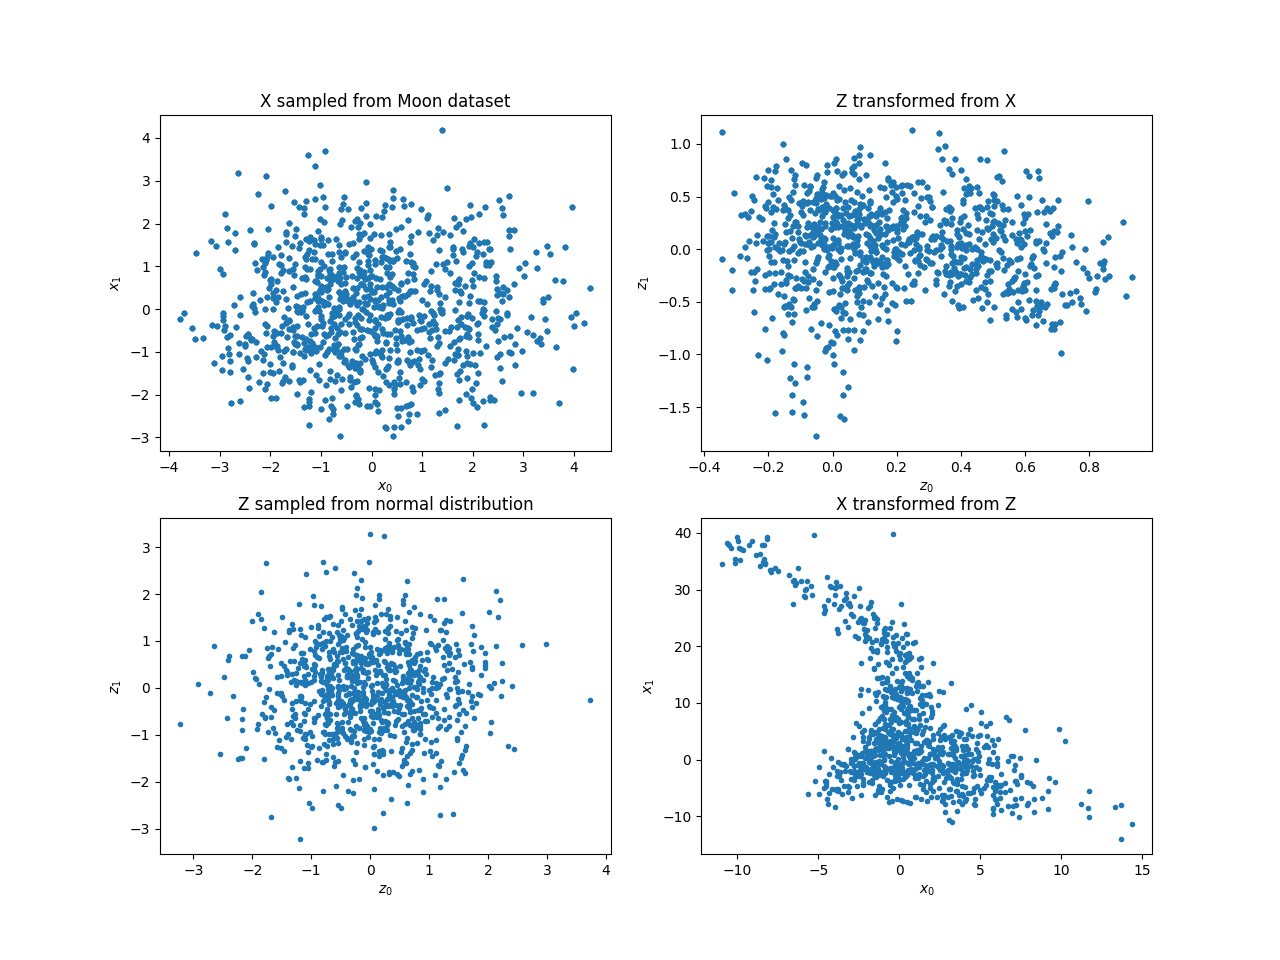 X sampled from Moon dataset
4
3
2
1
0
−1
−2
−3
x₁
−4 −3 −2 −1 0 1 2 3 4
x₀
Z transformed from X
1.0
0.5
0.0
−0.5
−1.0
−1.5
z₁
−0.4 −0.2 0.0 0.2 0.4 0.6 0.8
z₀
Z sampled from normal distribution
3
2
1
0
−1
−2
−3
z₁
−3 −2 −1 0 1 2 3 4
z₀
X transformed from Z
40
30
20
10
0
−10
x₁
−10 −5 0 5 10 15
x₀